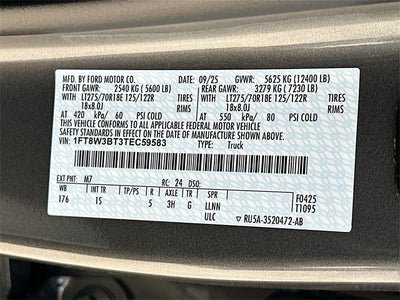 MFD. BY FORD MOTOR CO. 09/25 GVWR: 5625 KG (12400 LB)
FRONT GAWR: 2540 KG (5600 LB) REAR GAWR: 3279 KG (7230 LB)
LT275/70R18E 125/122R TIRES LT275/70R18E 125/122R TIRES
18x8.0J RIMS 18x8.0J RIMS
AT 420 kPa/ 60 PSI COLD AT 550 kPa/ 80 PSI COLD
THIS VEHICLE CONFORMS TO ALL APPLICABLE FEDERAL MOTOR VEHICLE
SAFETY STANDARDS IN EFFECT ON THE DATE OF MANUFACTURE SHOWN ABOVE.
VIN: 1FT8W3BT3TEC59583 TYPE: Truck
EXT PNT: M7 RC: 24 DSO:
WB INT TR TP/PS R AXLE TR SPR F0425
176 1S 5 3H G LLNN T1095
ULC RU5A-3520472-AB